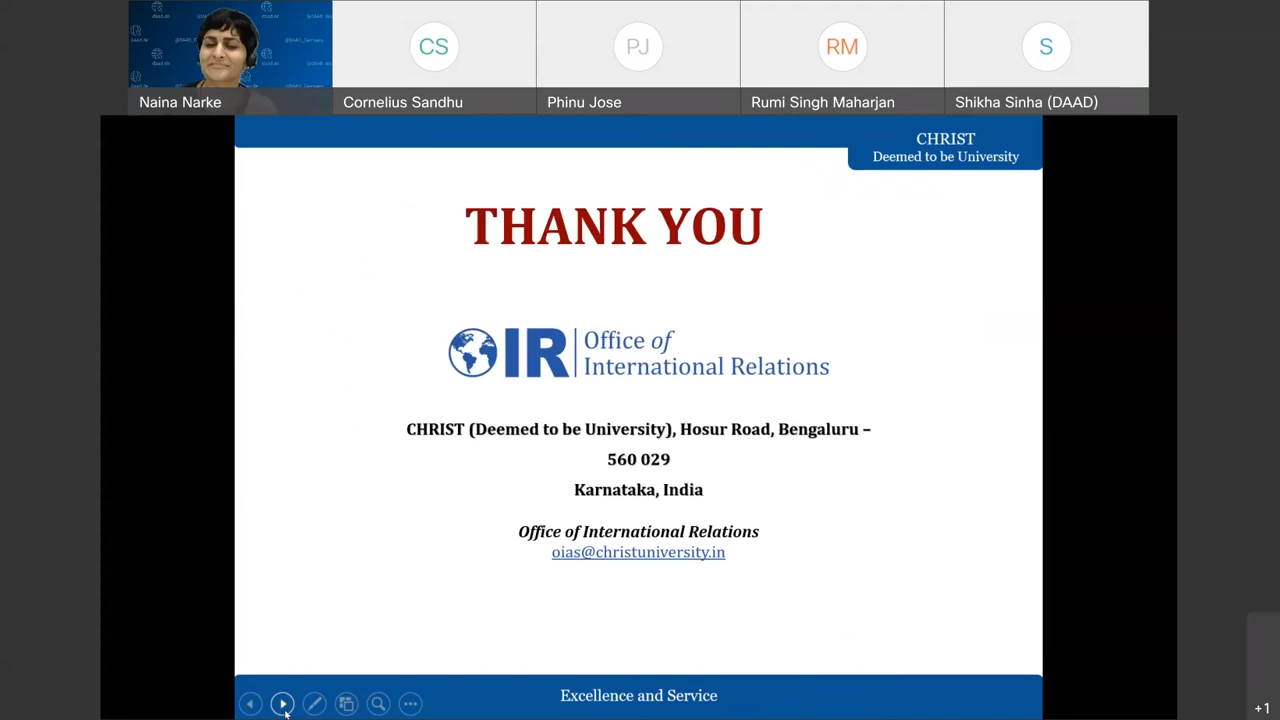 CS
PJ
RM
S
Naina Narke
Cornelius Sandhu
Phinu Jose
Rumi Singh Maharjan
Shikha Sinha (DAAD)
CHRIST
Deemed to be University
THANK YOU
OIR | Office of
International Relations
CHRIST (Deemed to be University), Hosur Road, Bengaluru –
560 029
Karnataka, India
Office of International Relations
oias@christuniversity.in
Excellence and Service
+1